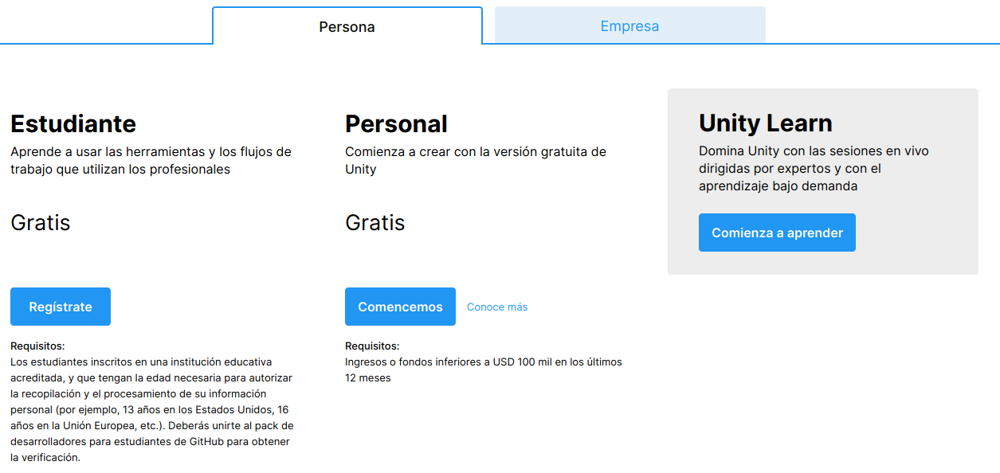 Persona
Empresa
Estudiante
Aprende a usar las herramientas y los flujos de
trabajo que utilizan los profesionales
Gratis
Regístrate
Requisitos:
Los estudiantes inscritos en una institución educativa
acreditada, y que tengan la edad necesaria para autorizar
la recopilación y el procesamiento de su información
personal (por ejemplo, 13 años en los Estados Unidos, 16
años en la Unión Europea, etc.). Deberás unirte al pack de
desarrolladores para estudiantes de GitHub para obtener
la verificación.
Personal
Comienza a crear con la versión gratuita de
Unity
Gratis
Comencemos
Conoce más
Requisitos:
Ingresos o fondos inferiores a USD 100 mil en los últimos
12 meses
Unity Learn
Domina Unity con las sesiones en vivo
dirigidas por expertos y con el
aprendizaje bajo demanda
Comienza a aprender